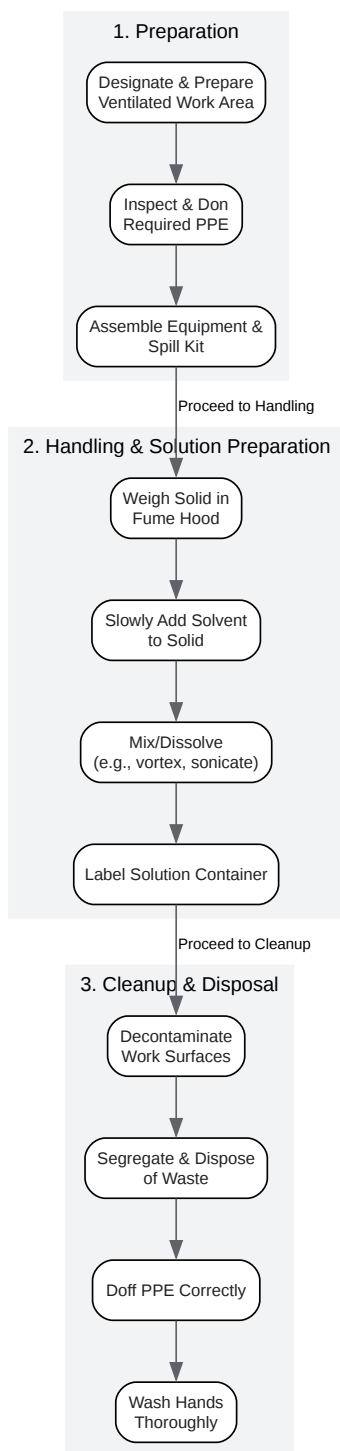 1. Preparation
Designate & Prepare
Ventilated Work Area
Inspect & Don
Required PPE
Assemble Equipment &
Spill Kit
Proceed to Handling
2. Handling & Solution Preparation
Weigh Solid in
Fume Hood
Slowly Add Solvent
to Solid
Mix/Dissolve
(e.g., vortex, sonicate)
Label Solution Container
Proceed to Cleanup
3. Cleanup & Disposal
Decontaminate
Work Surfaces
Segregate & Dispose
of Waste
Doff PPE Correctly
Wash Hands
Thoroughly